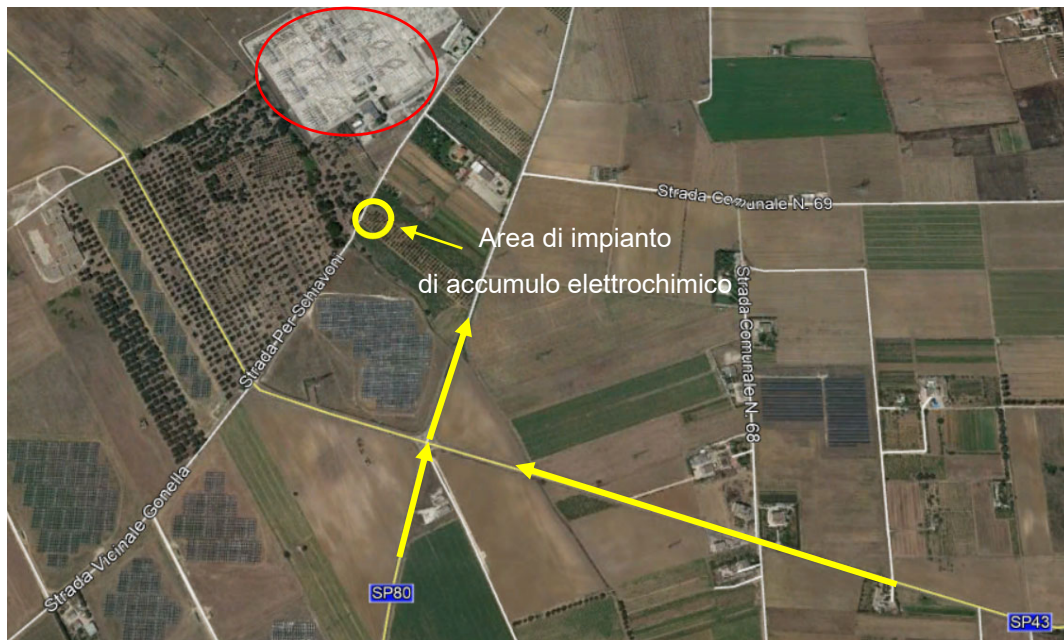 Strada Comunale N. 69
Area di impianto
di accumulo elettrochimico
Strada Per Schiavoni
Strada Comunale N. 68
Strada Vicinale Gonella
SP80
SP43